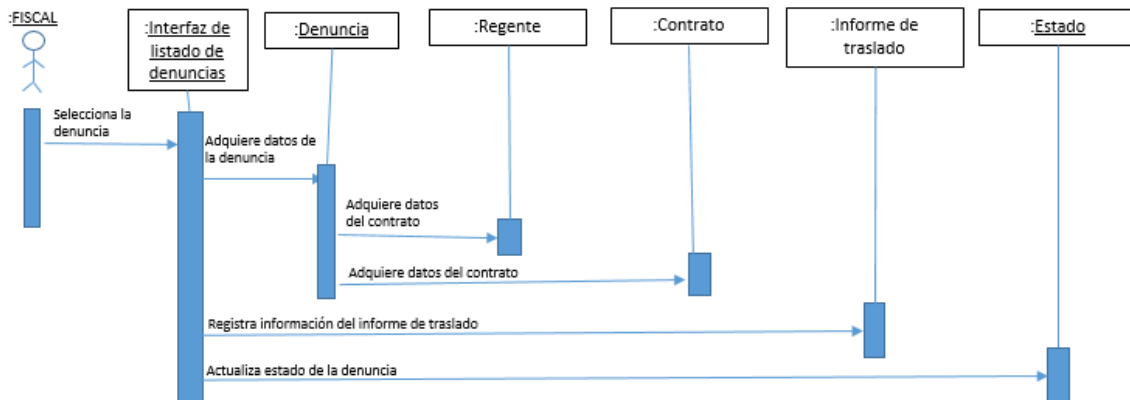 :FISCAL
:Interfaz de
listado de
denuncias
:Denuncia
:Regente
:Contrato
:Informe de
traslado
:Estado
Selecciona la
denuncia
Adquiere datos de
la denuncia
Adquiere datos
del contrato
Adquiere datos del contrato
Registra información del informe de traslado
Actualiza estado de la denuncia